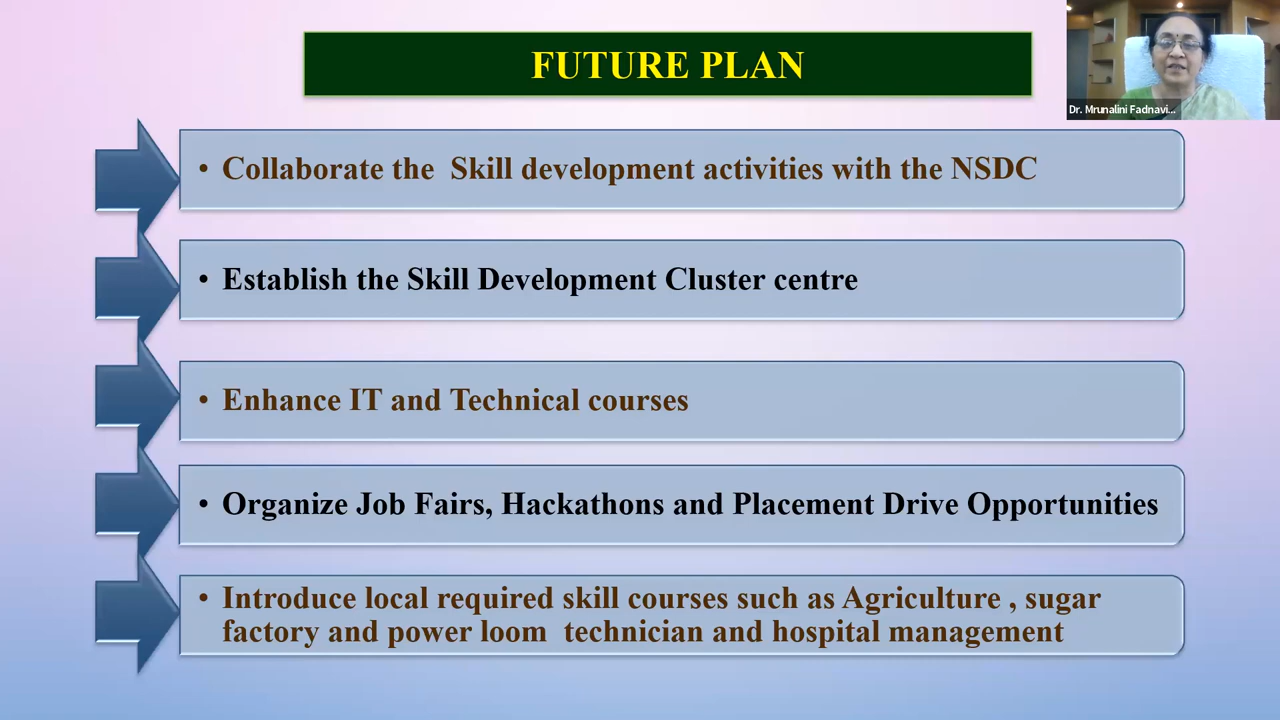 FUTURE PLAN
Dr. Mrunalini Fadnavi...
• Collaborate the  Skill development activities with the NSDC
• Establish the Skill Development Cluster centre
• Enhance IT and Technical courses
• Organize Job Fairs, Hackathons and Placement Drive Opportunities
• Introduce local required skill courses such as Agriculture , sugar
factory and power loom  technician and hospital management